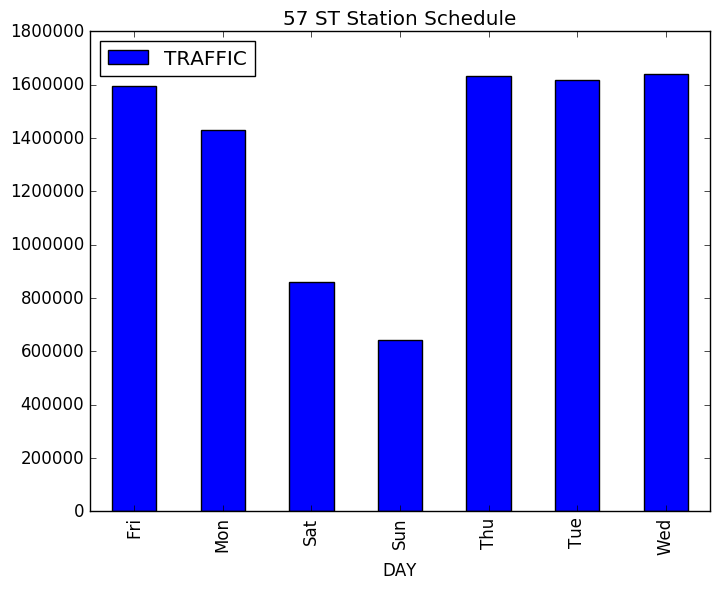 57 ST Station Schedule
TRAFFIC
1800000
1600000
1400000
1200000
1000000
800000
600000
400000
200000
0
Fri
Mon
Sat
Sun
Thu
Tue
Wed
DAY